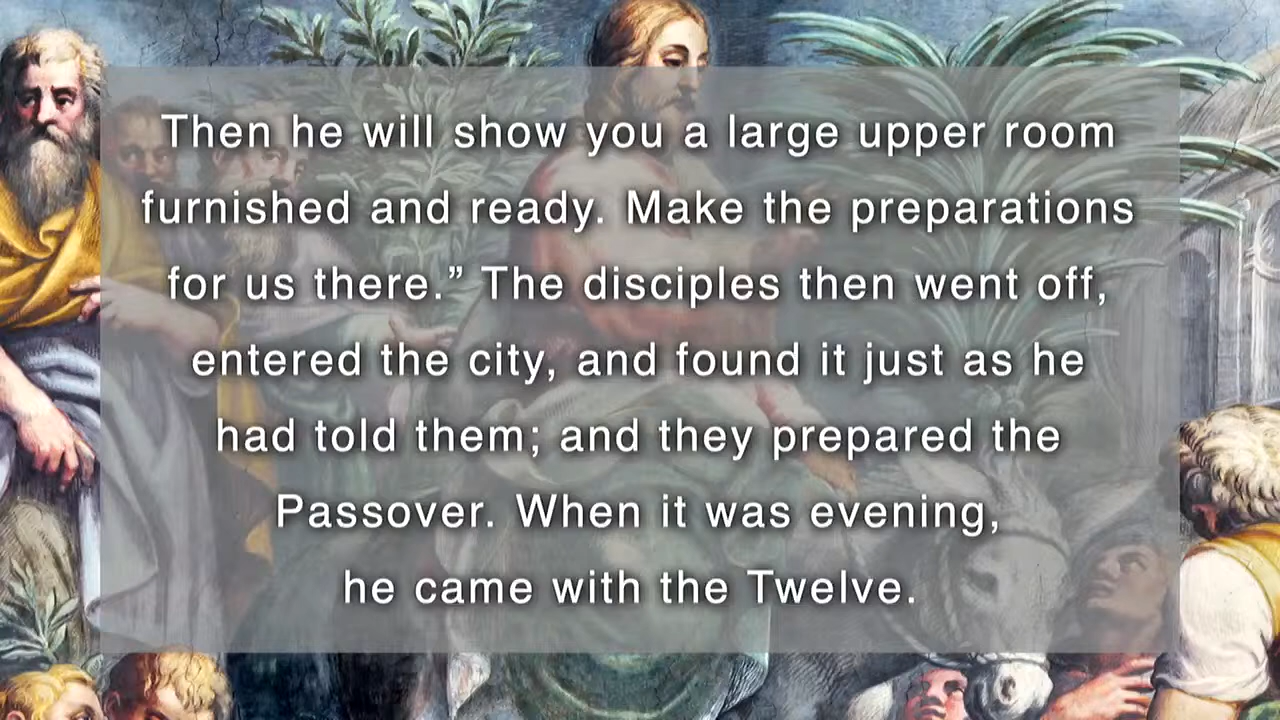 Then he will show you a large upper room
furnished and ready. Make the preparations
for us there.” The disciples then went off,
entered the city, and found it just as he
had told them; and they prepared the
Passover. When it was evening,
he came with the Twelve.